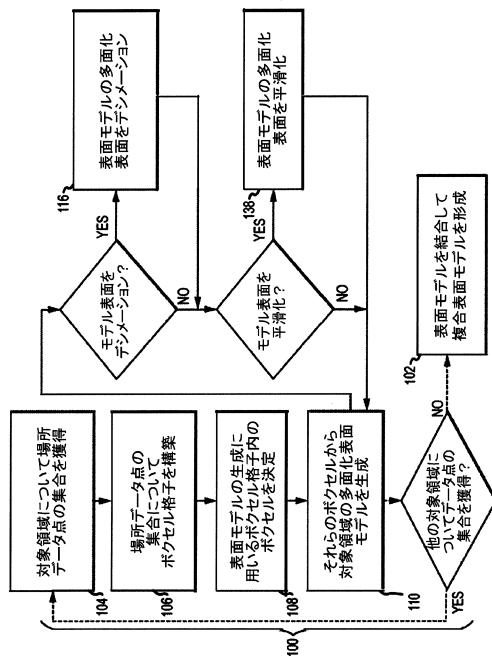 100
対象領域について場所
データ点の集合を獲得
104
場所データ点の
集合について
ボクセル格子を構築
106
表面モデルの生成に
用いるボクセル格子内の
ボクセルを決定
108
それらのボクセルから
対象領域の多面化表面
モデルを生成
110
他の対象領域に
ついてデータ点の
集合を獲得?
YES
NO
モデル表面を
デシメーション?
YES
NO
116
表面モデルの多面化
表面をデシメーション
モデル表面を
平滑化?
YES
NO
138
表面モデルの多面化
表面を平滑化
102
表面モデルを結合して
複合表面モデルを形成